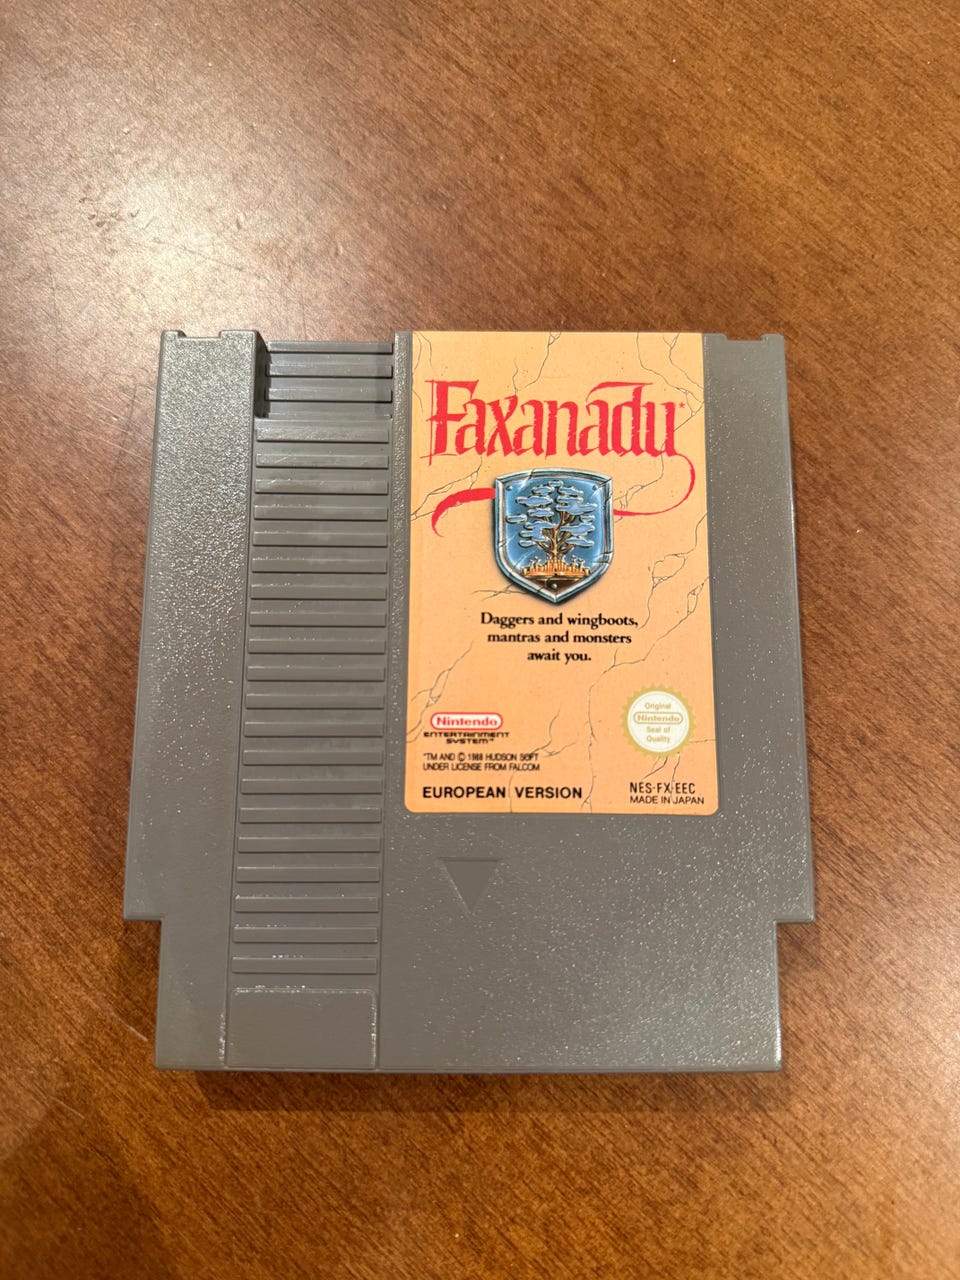 Faxanadu*
Daggers and wingboots,
mantras and monsters
await you.
Nintendo
ENTERTAINMENT
SYSTEM™
*TM AND © 1988 HUDSON SOFT
UNDER LICENSE FROM FALCOM
EUROPEAN VERSION
Original
Nintendo
Seal of
Quality
NES-FX-EEC
MADE IN JAPAN